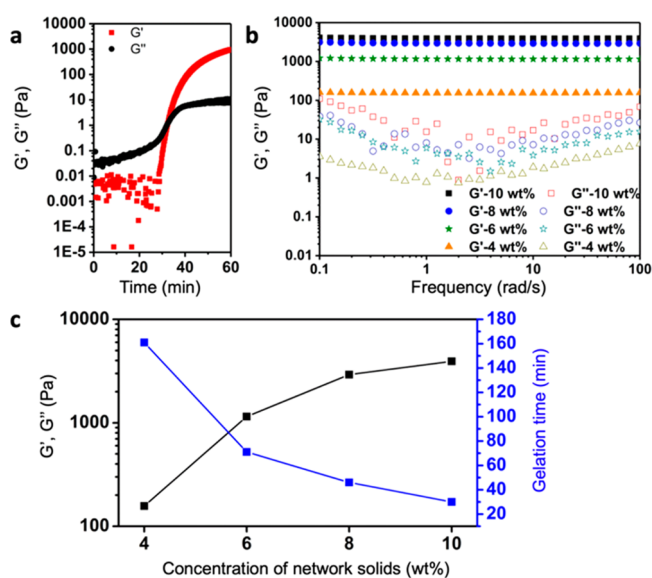 a
G'
G''
G', G'' (Pa)
1000
100
10
1
0.1
0.01
0.001
1E-4
1E-5
0 20 40 60
Time (min)
b
G', G'' (Pa)
10000
1000
100
10
1
0.1
0.01
G'-10 wt% G''-10 wt%
G'-8 wt% G''-8 wt%
G'-6 wt% G''-6 wt%
G'-4 wt% G''-4 wt%
0.1 1 10 100
Frequency (rad/s)
c
G', G'' (Pa)
10000
1000
100
180
160
140
120
100
80
60
40
20
Gelation time (min)
4 6 8 10
Concentration of network solids (wt%)